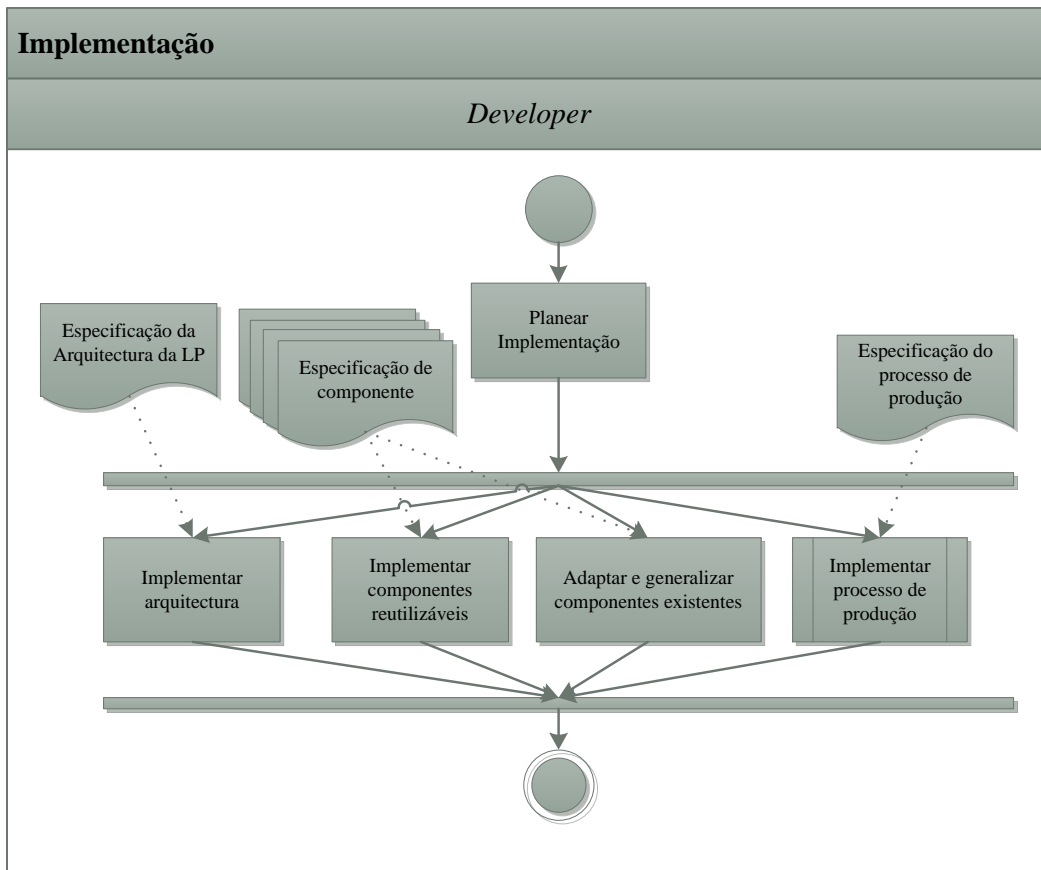 Implementação
Developer
Planear
Implementação
Especificação da
Arquitectura da LP
Especificação de
componente
Especificação do
processo de
produção
Implementar
arquitectura
Implementar
componentes
reutilizáveis
Adaptar e generalizar
componentes existentes
Implementar
processo de
produção